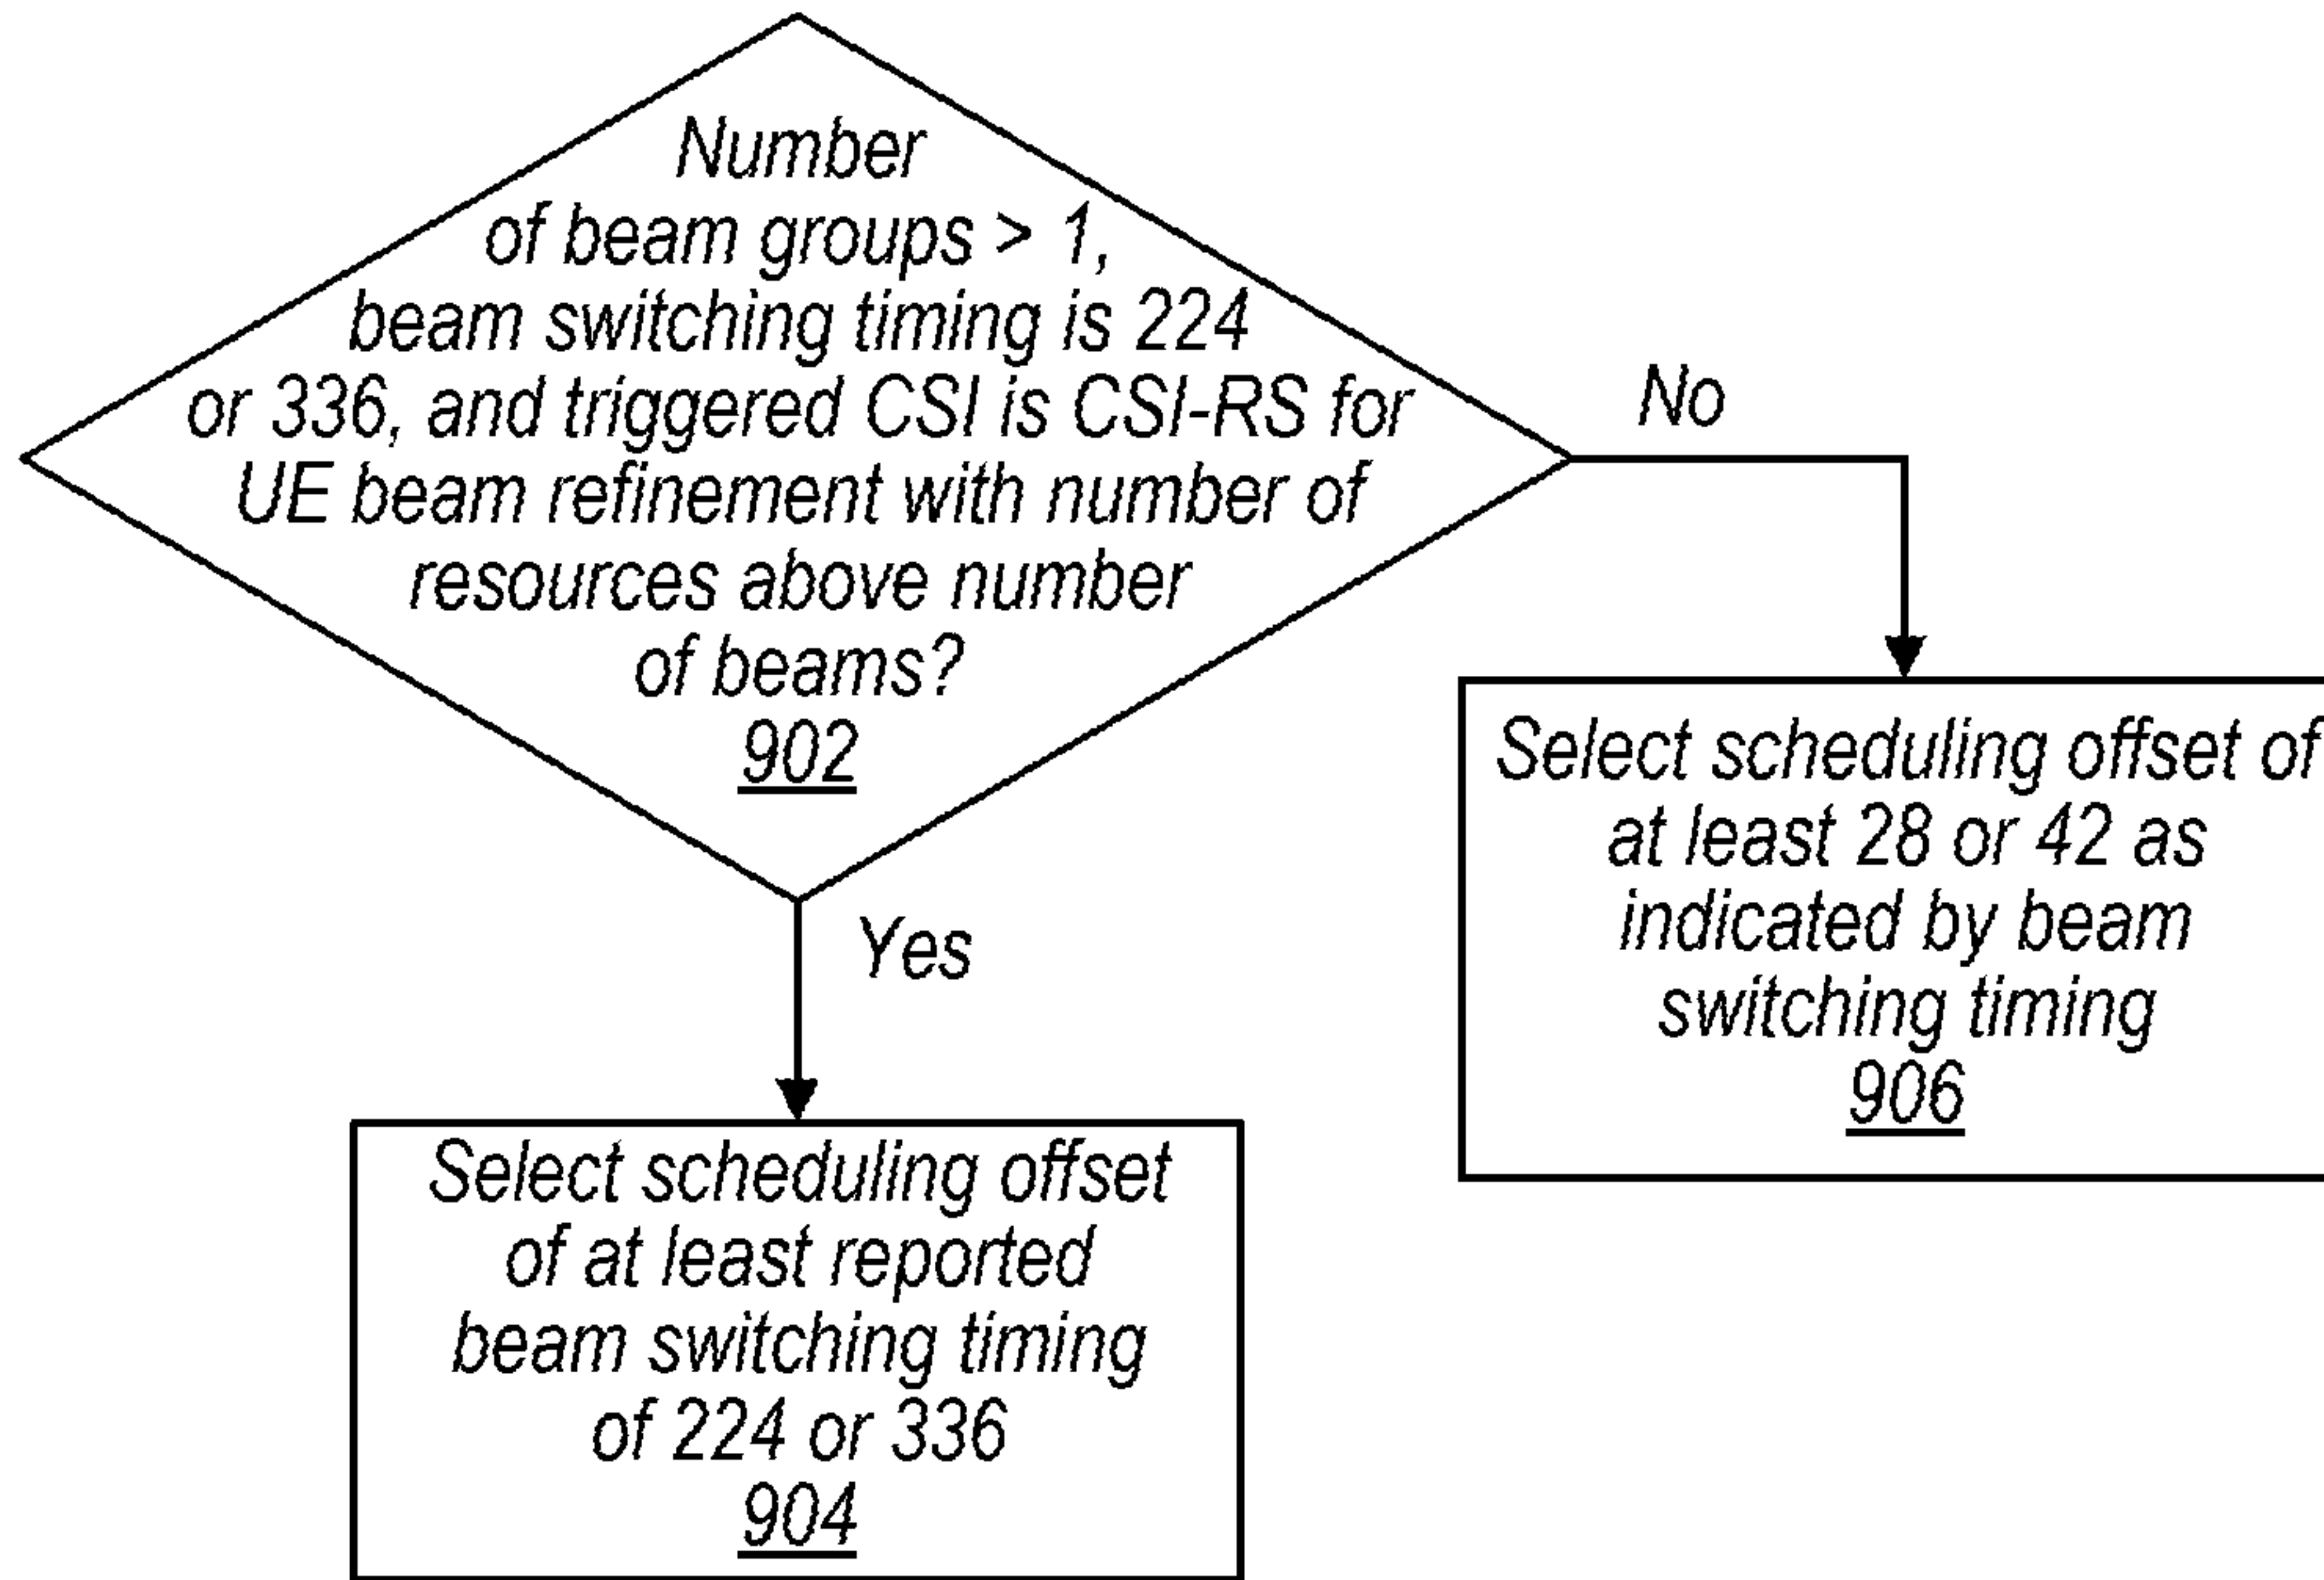 Number
of beam groups > 1,
beam switching timing is 224
or 336, and triggered CSI is CSI-RS for
UE beam refinement with number of
resources above number
of beams?
902
No
Yes
Select scheduling offset of
at least 28 or 42 as
indicated by beam
switching timing
906
Select scheduling offset
of at least reported
beam switching timing
of 224 or 336
904